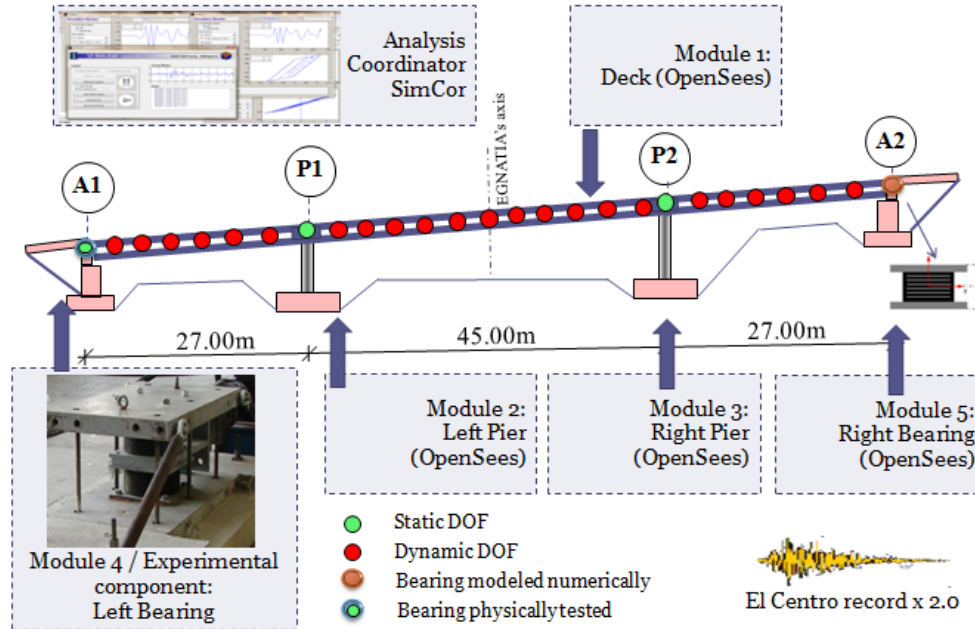 Analysis
Coordinator
SimCor
Module 1:
Deck (OpenSees)
A1
P1
EGNATIA's axis
P2
A2
27.00m
45.00m
27.00m
Module 2:
Left Pier
(OpenSees)
Module 3:
Right Pier
(OpenSees)
Module 5:
Right Bearing
(OpenSees)
Module 4 / Experimental
component:
Left Bearing
Static DOF
Dynamic DOF
Bearing modeled numerically
Bearing physically tested
El Centro record x 2.0